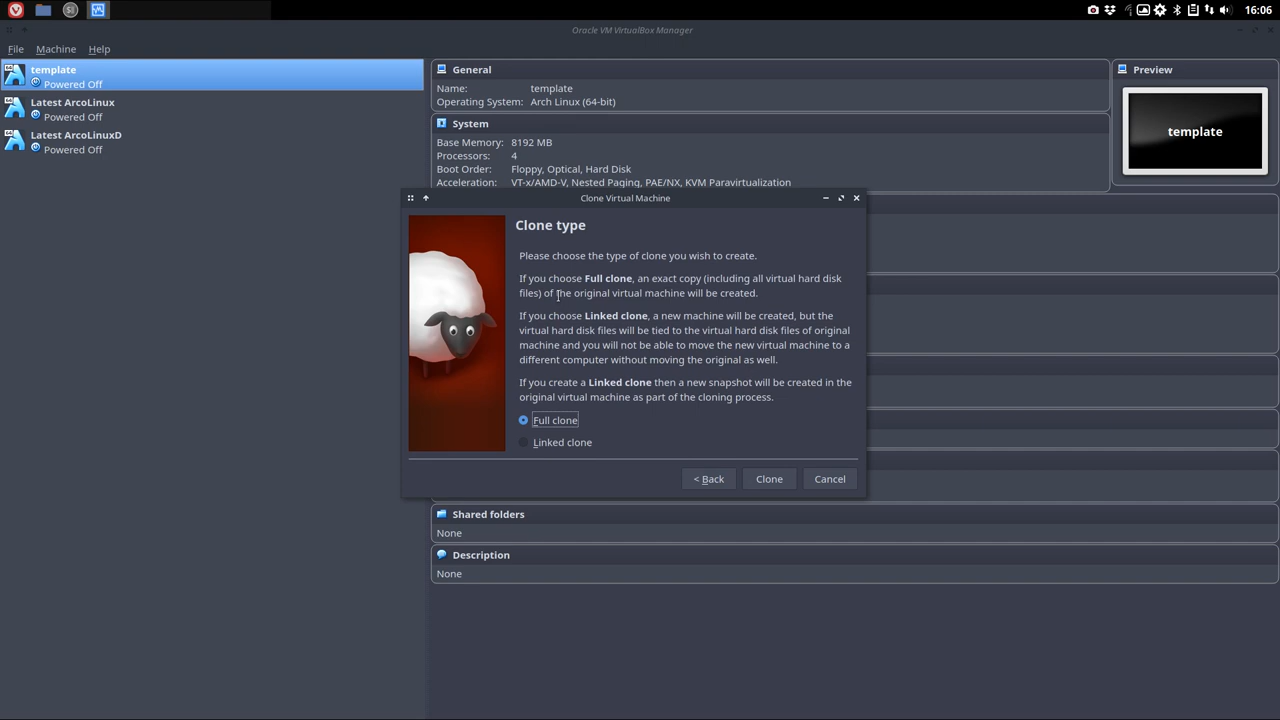 16:06
Oracle VM VirtualBox Manager
File Machine Help
template
Powered Off
Latest ArcoLinux
Powered Off
Latest ArcoLinuxD
Powered Off
General
Name: template
Operating System: Arch Linux (64-bit)
System
Base Memory: 8192 MB
Processors: 4
Boot Order: Floppy, Optical, Hard Disk
Acceleration: VT-x/AMD-V, Nested Paging, PAE/NX, KVM Paravirtualization
Preview
template
Clone Virtual Machine
Clone type
Please choose the type of clone you wish to create.
If you choose Full clone, an exact copy (including all virtual hard disk
files) of the original virtual machine will be created.
If you choose Linked clone, a new machine will be created, but the
virtual hard disk files will be tied to the virtual hard disk files of original
machine and you will not be able to move the new virtual machine to a
different computer without moving the original as well.
If you create a Linked clone then a new snapshot will be created in the
original virtual machine as part of the cloning process.
Full clone
Linked clone
< Back Clone Cancel
Shared folders
None
Description
None